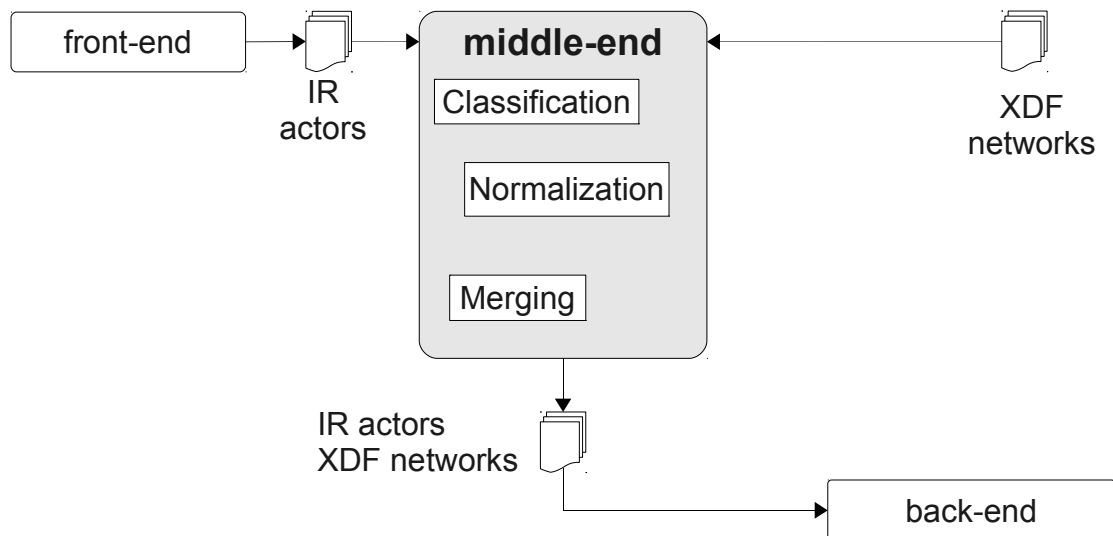 front-end
IR
actors
middle-end
Classification
Normalization
Merging
XDF
networks
IR actors
XDF networks
back-end